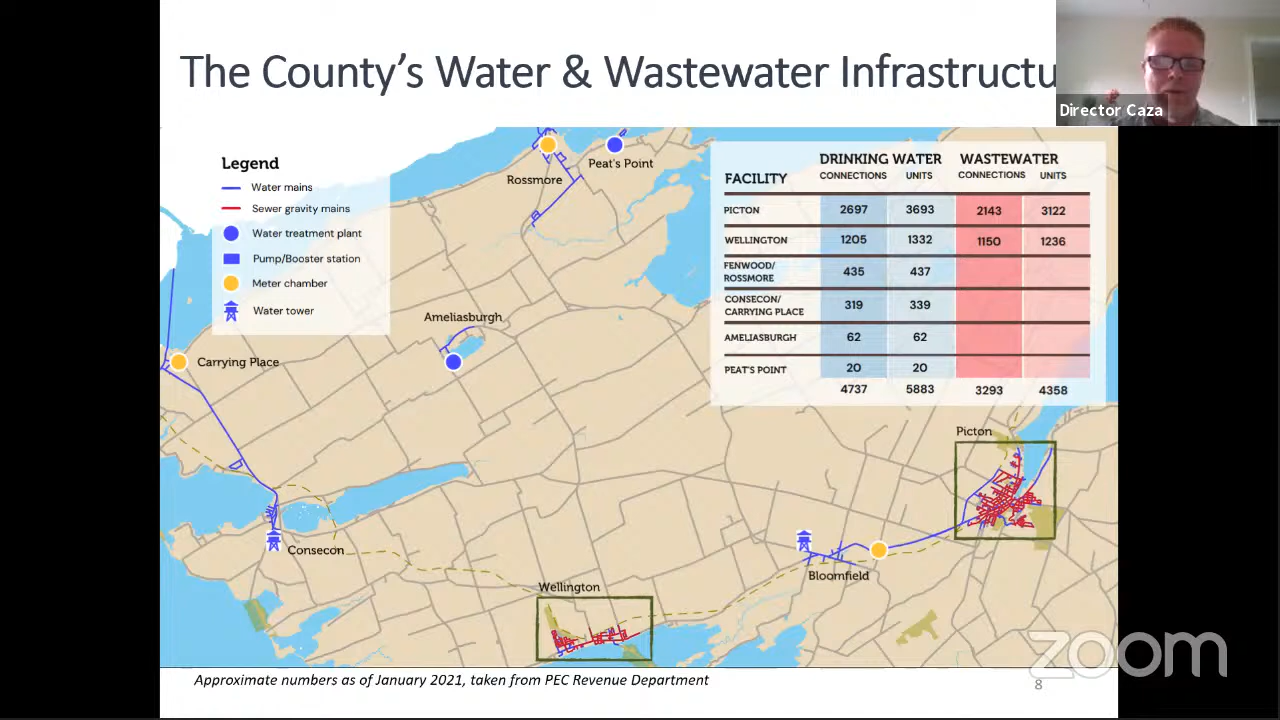 The County's Water & Wastewater Infrastructu
Director Caza
Legend
Water mains
Sewer gravity mains
Water treatment plant
Pump/Booster station
Meter chamber
Water tower
Rossmore
Peat's Point
Ameliasburgh
Carrying Place
Consecon
Wellington
Bloomfield
Picton
DRINKING WATER WASTEWATER
FACILITY CONNECTIONS UNITS CONNECTIONS UNITS
PICTON 2697 3693 2143 3122
WELLINGTON 1205 1332 1150 1236
FENWOOD/
ROSSMORE 435 437
CONSECON/
CARRYING PLACE 319 339
AMELIASBURGH 62 62
PEAT'S POINT 20 20
4737 5883 3293 4358
Approximate numbers as of January 2021, taken from PEC Revenue Department
8
zoom